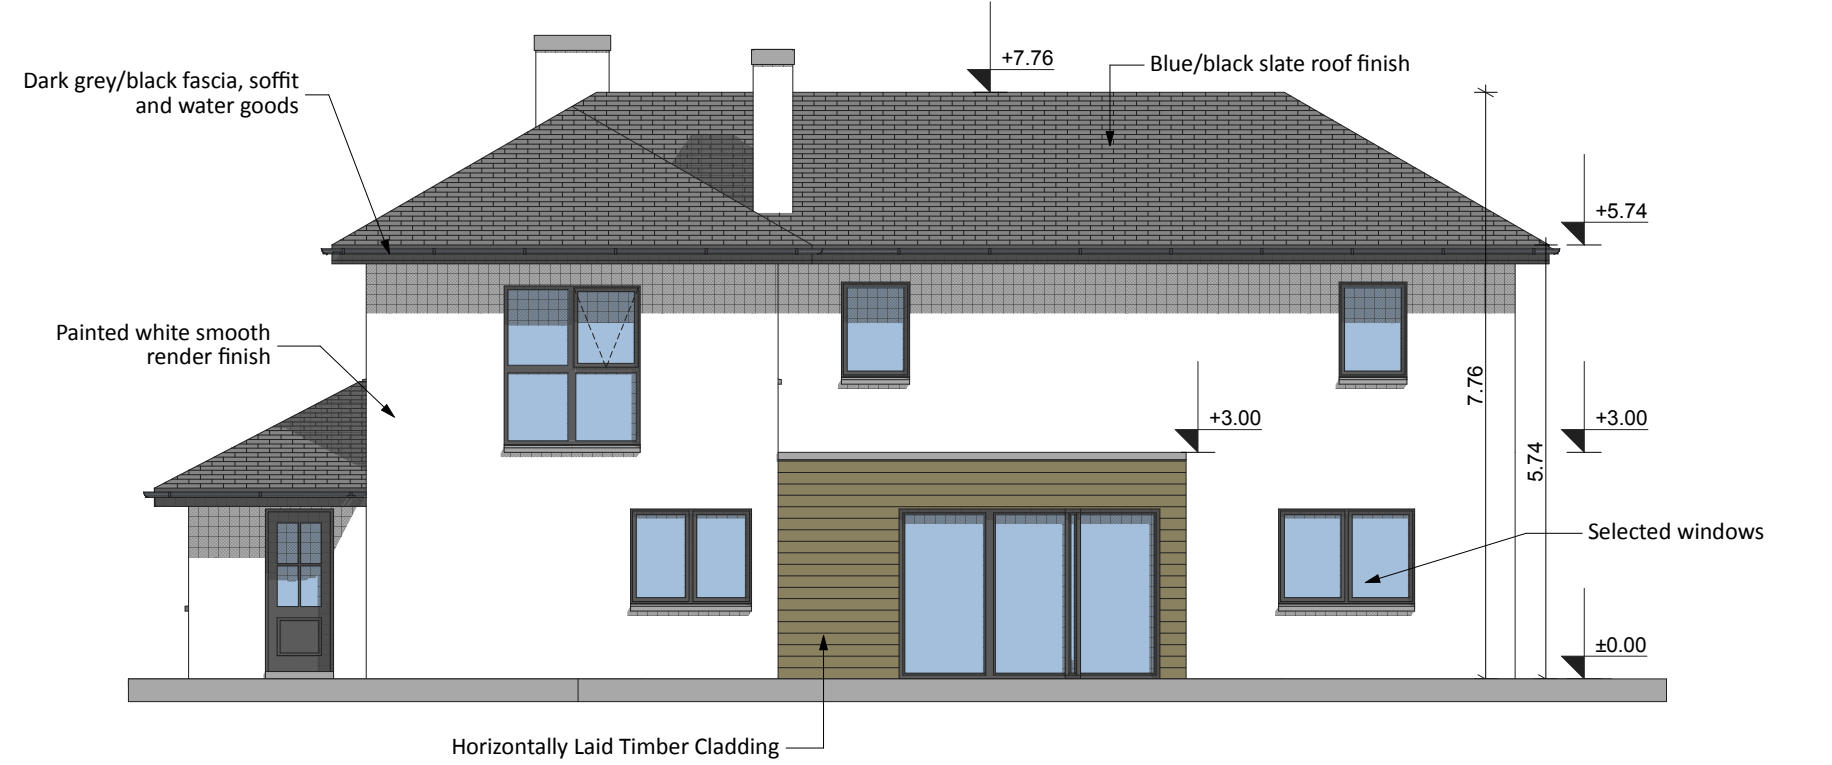 +7.76
Blue/black slate roof finish
Dark grey/black fascia, soffit
and water goods
+5.74
Painted white smooth
render finish
7.76
+3.00
+3.00
5.74
Selected windows
±0.00
Horizontally Laid Timber Cladding